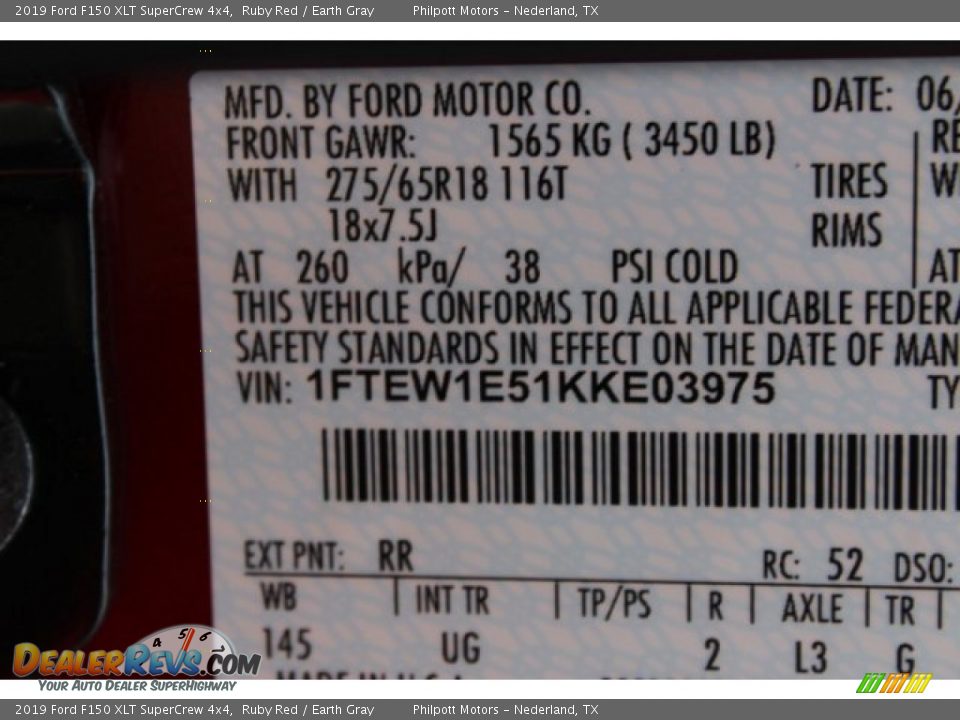 2019 Ford F150 XLT SuperCrew 4x4, Ruby Red / Earth Gray Philpott Motors – Nederland, TX
MFD. BY FORD MOTOR CO. DATE: 06/
FRONT GAWR: 1565 KG ( 3450 LB)
WITH 275/65R18 116T TIRES
18x7.5J RIMS
AT 260 kPa/ 38 PSI COLD AT
THIS VEHICLE CONFORMS TO ALL APPLICABLE FEDERA
SAFETY STANDARDS IN EFFECT ON THE DATE OF MAN
VIN: 1FTEW1E51KKE03975 TY
EXT PNT: RR RC: 52 DSO:
WB INT TR TP/PS R AXLE TR
145 UG 2 L3 G
DEALERREVS.COM
YOUR AUTO DEALER SUPERHIGHWAY
2019 Ford F150 XLT SuperCrew 4x4, Ruby Red / Earth Gray Philpott Motors – Nederland, TX